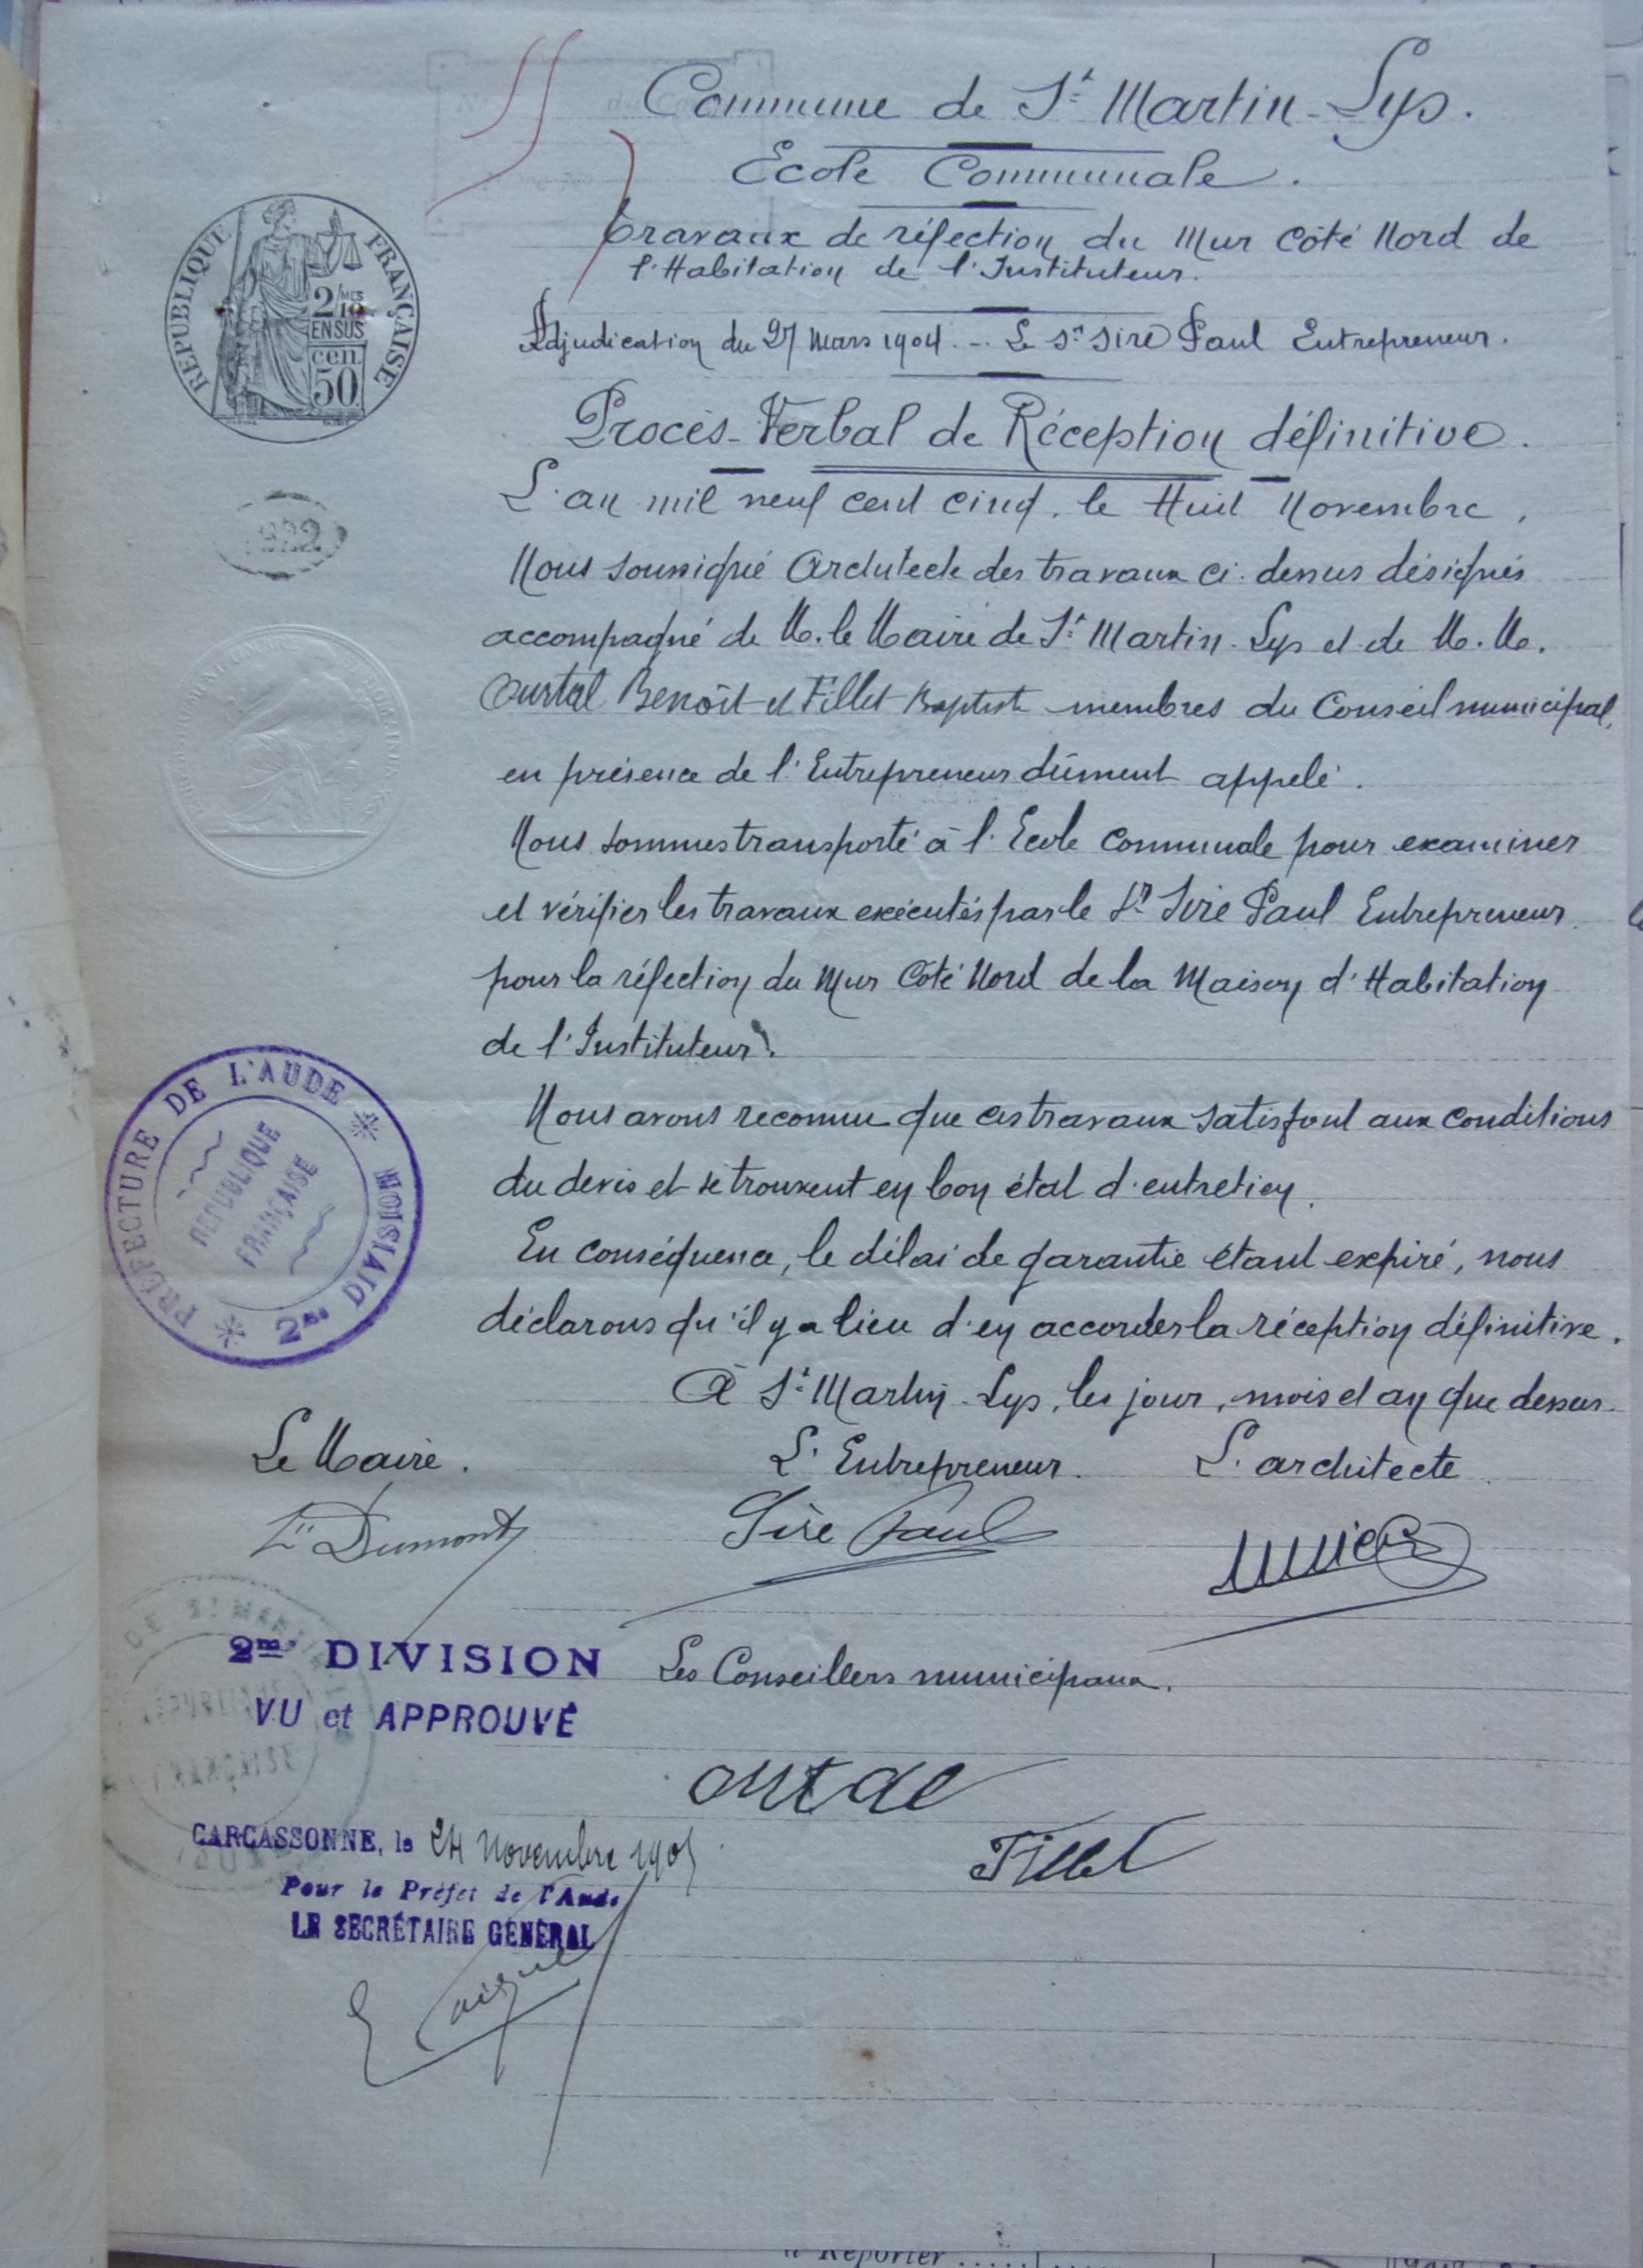 Commune de St Martin-Lys.
Ecole Communale.
Travaux de réfection du Mur Côté Nord de
l'Habitation de l'Instituteur.
Adjudication du 27 Mars 1904. - Le Sr Sire Paul Entrepreneur.
Procès-Verbal de Réception définitive.
L'an mil neuf cent cinq, le Huit Novembre,
Nous soussigné Architecte des travaux ci-dessus désignés
accompagné de M. le Maire de St Martin-Lys et de M. M.
Ourtal Benoît et Fillet Baptiste membres du Conseil municipal,
en présence de l'Entrepreneur dûment appelé.
Nous sommes transporté à l'Ecole communale pour examiner
et vérifier les travaux exécutés par le Sr Sire Paul Entrepreneur
pour la réfection du Mur Côté Nord de la Maison d'Habitation
de l'Instituteur.
Nous avons reconnu que ces travaux satisfont aux conditions
du devis et se trouvent en bon état d'entretien.
En conséquence, le délai de garantie étant expiré, nous
déclarons qu'il y a lieu d'en accorder la réception définitive.
A St Martin-Lys, les jour, mois et an que dessus.
Le Maire.
L'Entrepreneur.
L'architecte
Dumont
Sire Paul
Les Conseillers municipaux.
Ourtal
Fillet
RÉPUBLIQUE FRANÇAISE
2/10 MES
EN SUS
50 cen
PRÉFECTURE DE L'AUDE
2me DIVISION
RÉPUBLIQUE
FRANÇAISE
2me DIVISION
VU et APPROUVÉ
CARCASSONNE, le 24 Novembre 1905
Pour le Préfet de l'Aude
LE SECRÉTAIRE GÉNÉRAL
DE ST MARTIN
à Reporter